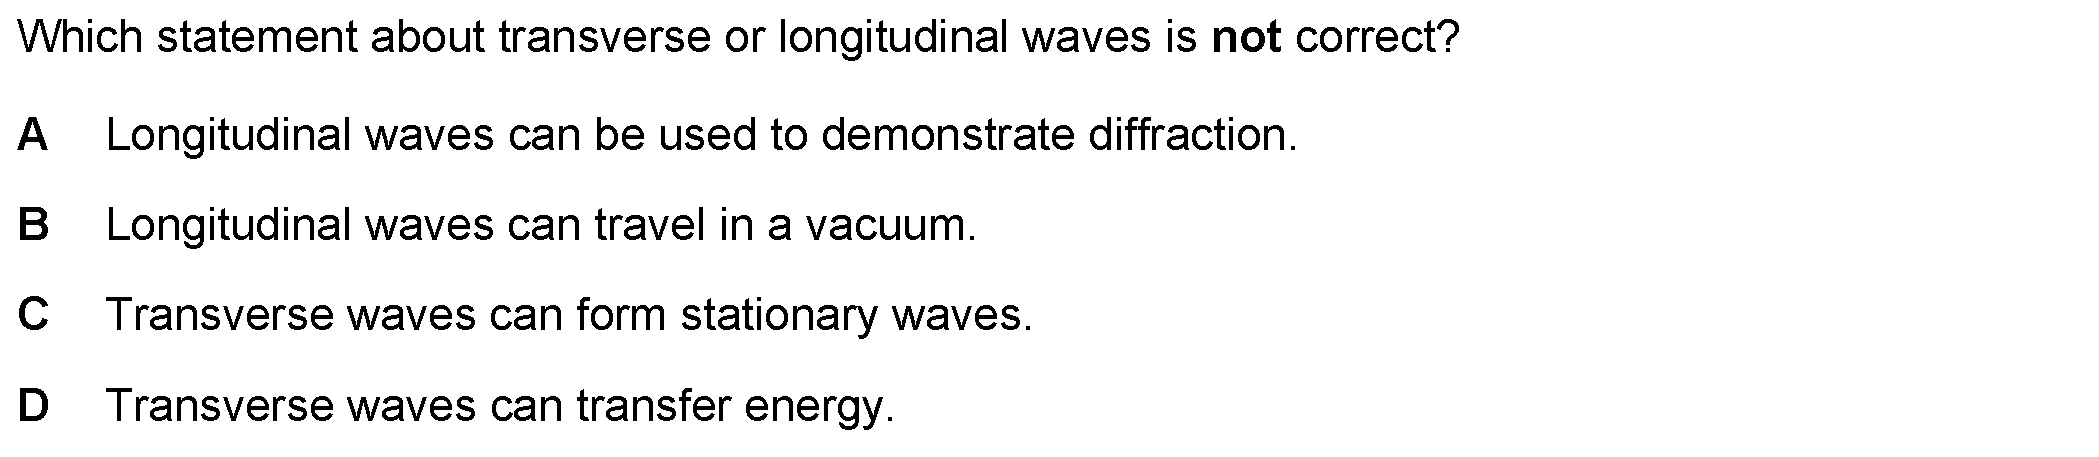 Which statement about transverse or longitudinal waves is not correct?
A Longitudinal waves can be used to demonstrate diffraction.
B Longitudinal waves can travel in a vacuum.
C Transverse waves can form stationary waves.
D Transverse waves can transfer energy.